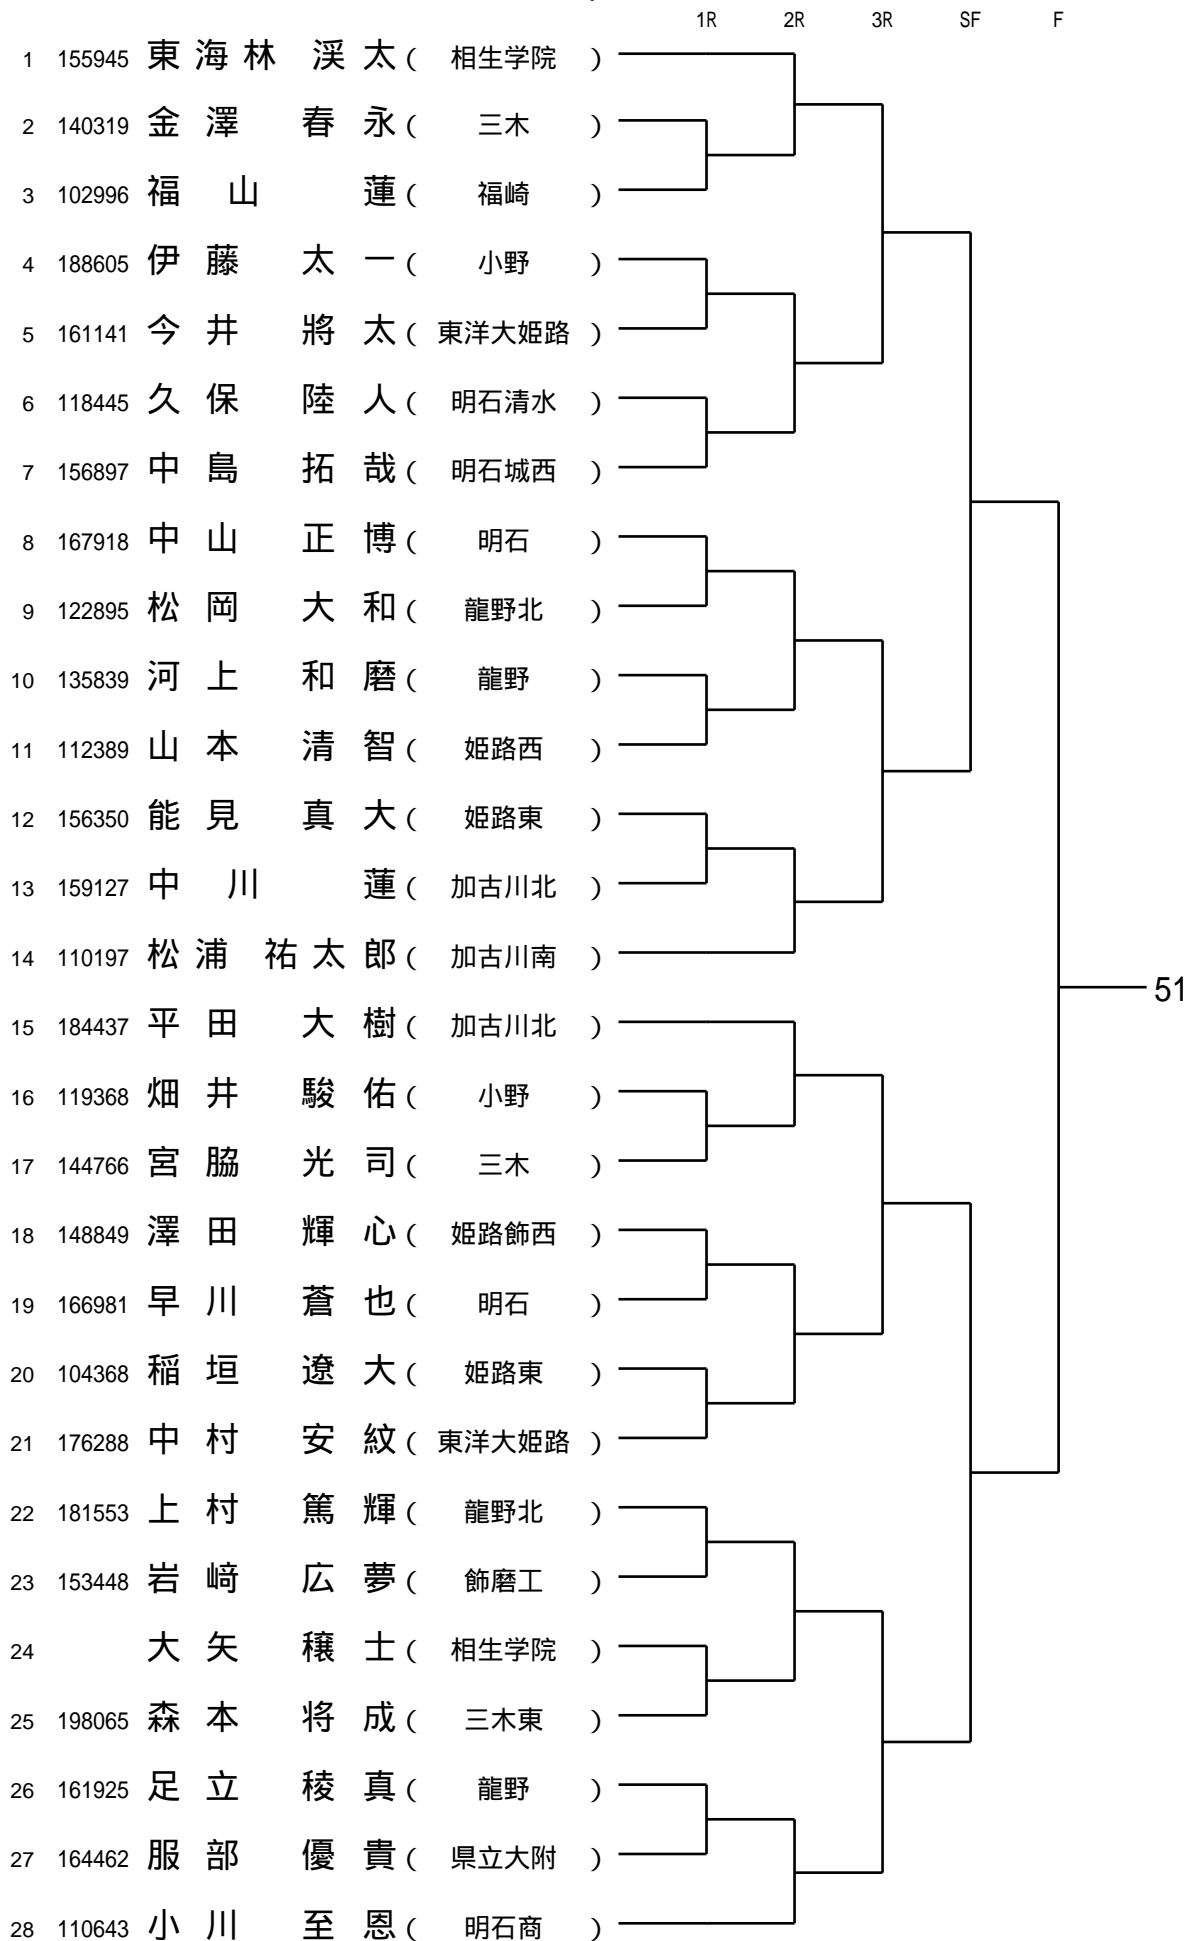 1R 2R 3R SF F
1 155945 東海林 渓太 ( 相生学院 )
2 140319 金澤 春永 ( 三木 )
3 102996 福山 蓮 ( 福崎 )
4 188605 伊藤 太一 ( 小野 )
5 161141 今井 將太 ( 東洋大姫路 )
6 118445 久保 陸人 ( 明石清水 )
7 156897 中島 拓哉 ( 明石城西 )
8 167918 中山 正博 ( 明石 )
9 122895 松岡 大和 ( 龍野北 )
10 135839 河上 和磨 ( 龍野 )
11 112389 山本 清智 ( 姫路西 )
12 156350 能見 真大 ( 姫路東 )
13 159127 中川 蓮 ( 加古川北 )
14 110197 松浦 祐太郎 ( 加古川南 )
51
15 184437 平田 大樹 ( 加古川北 )
16 119368 畑井 駿佑 ( 小野 )
17 144766 宮脇 光司 ( 三木 )
18 148849 澤田 輝心 ( 姫路飾西 )
19 166981 早川 蒼也 ( 明石 )
20 104368 稲垣 遼大 ( 姫路東 )
21 176288 中村 安紋 ( 東洋大姫路 )
22 181553 上村 篤輝 ( 龍野北 )
23 153448 岩﨑 広夢 ( 飾磨工 )
24 大矢 穣士 ( 相生学院 )
25 198065 森本 将成 ( 三木東 )
26 161925 足立 稜真 ( 龍野 )
27 164462 服部 優貴 ( 県立大附 )
28 110643 小川 至恩 ( 明石商 )